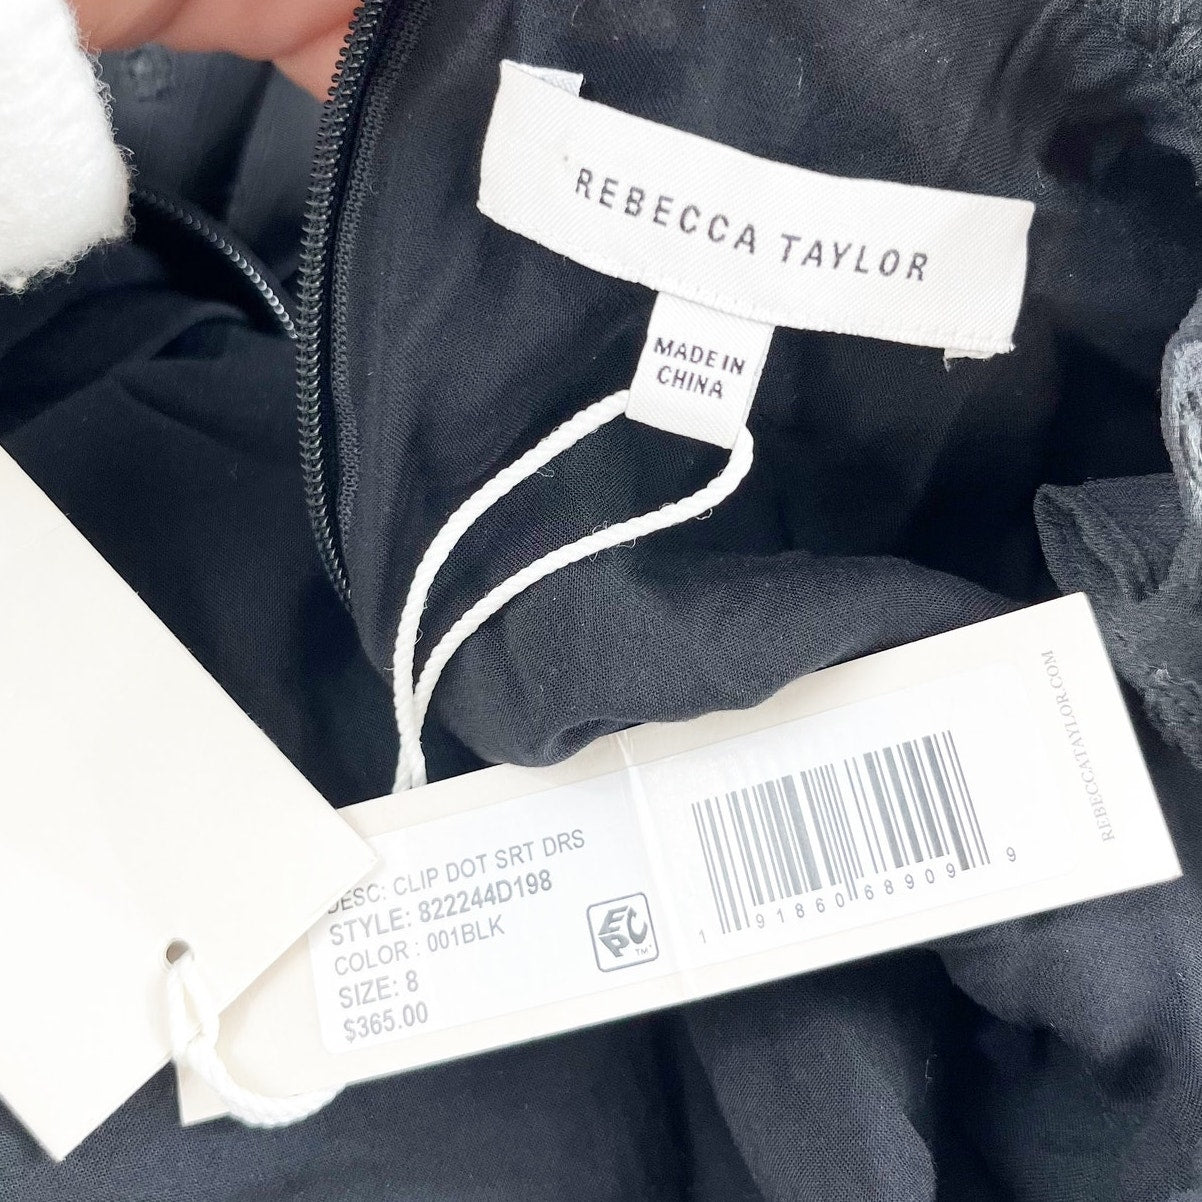 REBECCA TAYLOR
MADE IN
CHINA
DESC: CLIP DOT SRT DRS
STYLE: 822244D198
COLOR : 001BLK
SIZE: 8
$365.00
EPC™
1 91860 68909 9
REBECCATAYLOR.COM